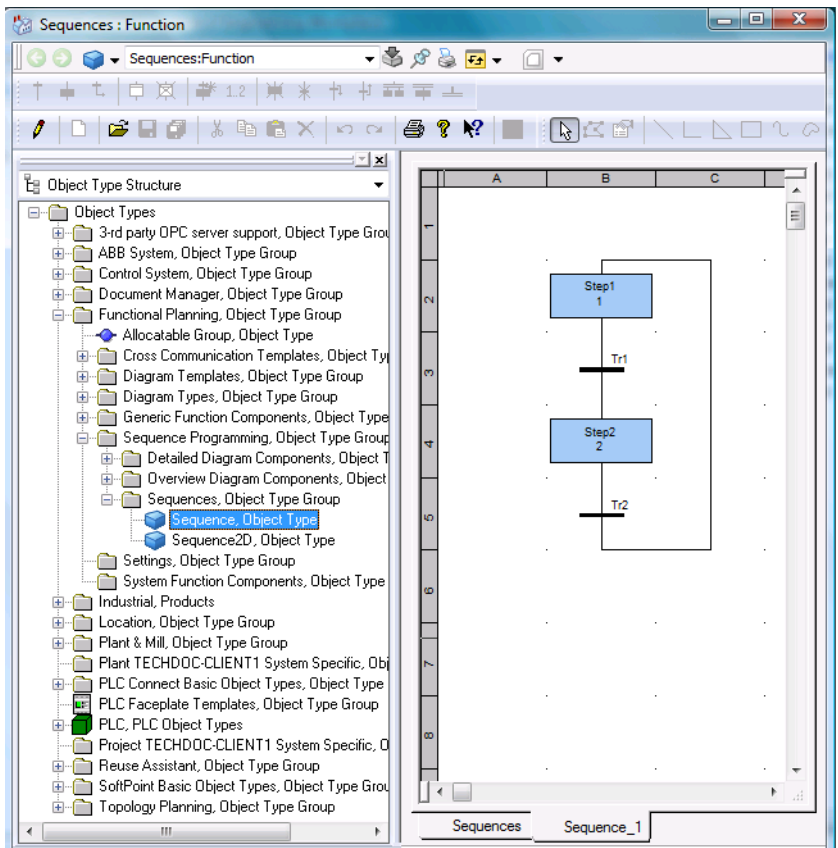 Sequences : Function
Sequences:Function
1.2
Object Type Structure
Object Types
3-rd party OPC server support, Object Type Grou
ABB System, Object Type Group
Control System, Object Type Group
Document Manager, Object Type Group
Functional Planning, Object Type Group
Allocatable Group, Object Type
Cross Communication Templates, Object Typ
Diagram Templates, Object Type Group
Diagram Types, Object Type Group
Generic Function Components, Object Type
Sequence Programming, Object Type Group
Detailed Diagram Components, Object T
Overview Diagram Components, Object
Sequences, Object Type Group
Sequence, Object Type
Sequence2D, Object Type
Settings, Object Type Group
System Function Components, Object Type
Industrial, Products
Location, Object Type Group
Plant & Mill, Object Type Group
Plant TECHDOC-CLIENT1 System Specific, Obj
PLC Connect Basic Object Types, Object Type
PLC Faceplate Templates, Object Type Group
PLC, PLC Object Types
Project TECHDOC-CLIENT1 System Specific, O
Reuse Assistant, Object Type Group
SoftPoint Basic Object Types, Object Type Grou
Topology Planning, Object Type Group
A B C
1
2
3
4
5
6
7
8
Step1
1
Tr1
Step2
2
Tr2
Sequences Sequence_1